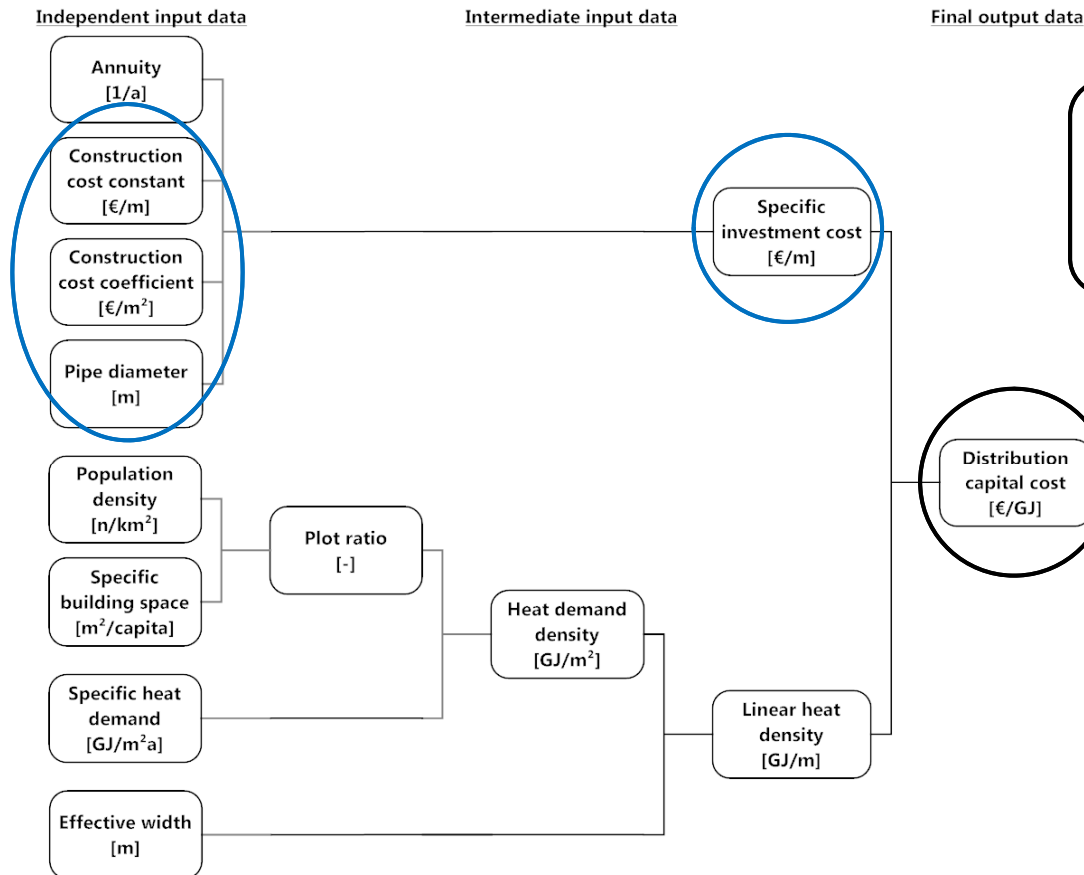 Independent input data
Intermediate input data
Final output data
Annuity
[1/a]
Construction
cost constant
[€/m]
Construction
cost coefficient
[€/m²]
Pipe diameter
[m]
Specific
investment cost
[€/m]
Population
density
[n/km²]
Specific
building space
[m²/capita]
Plot ratio
[-]
Specific heat
demand
[GJ/m²a]
Effective width
[m]
Heat demand
density
[GJ/m²]
Linear heat
density
[GJ/m]
Distribution
capital cost
[€/GJ]